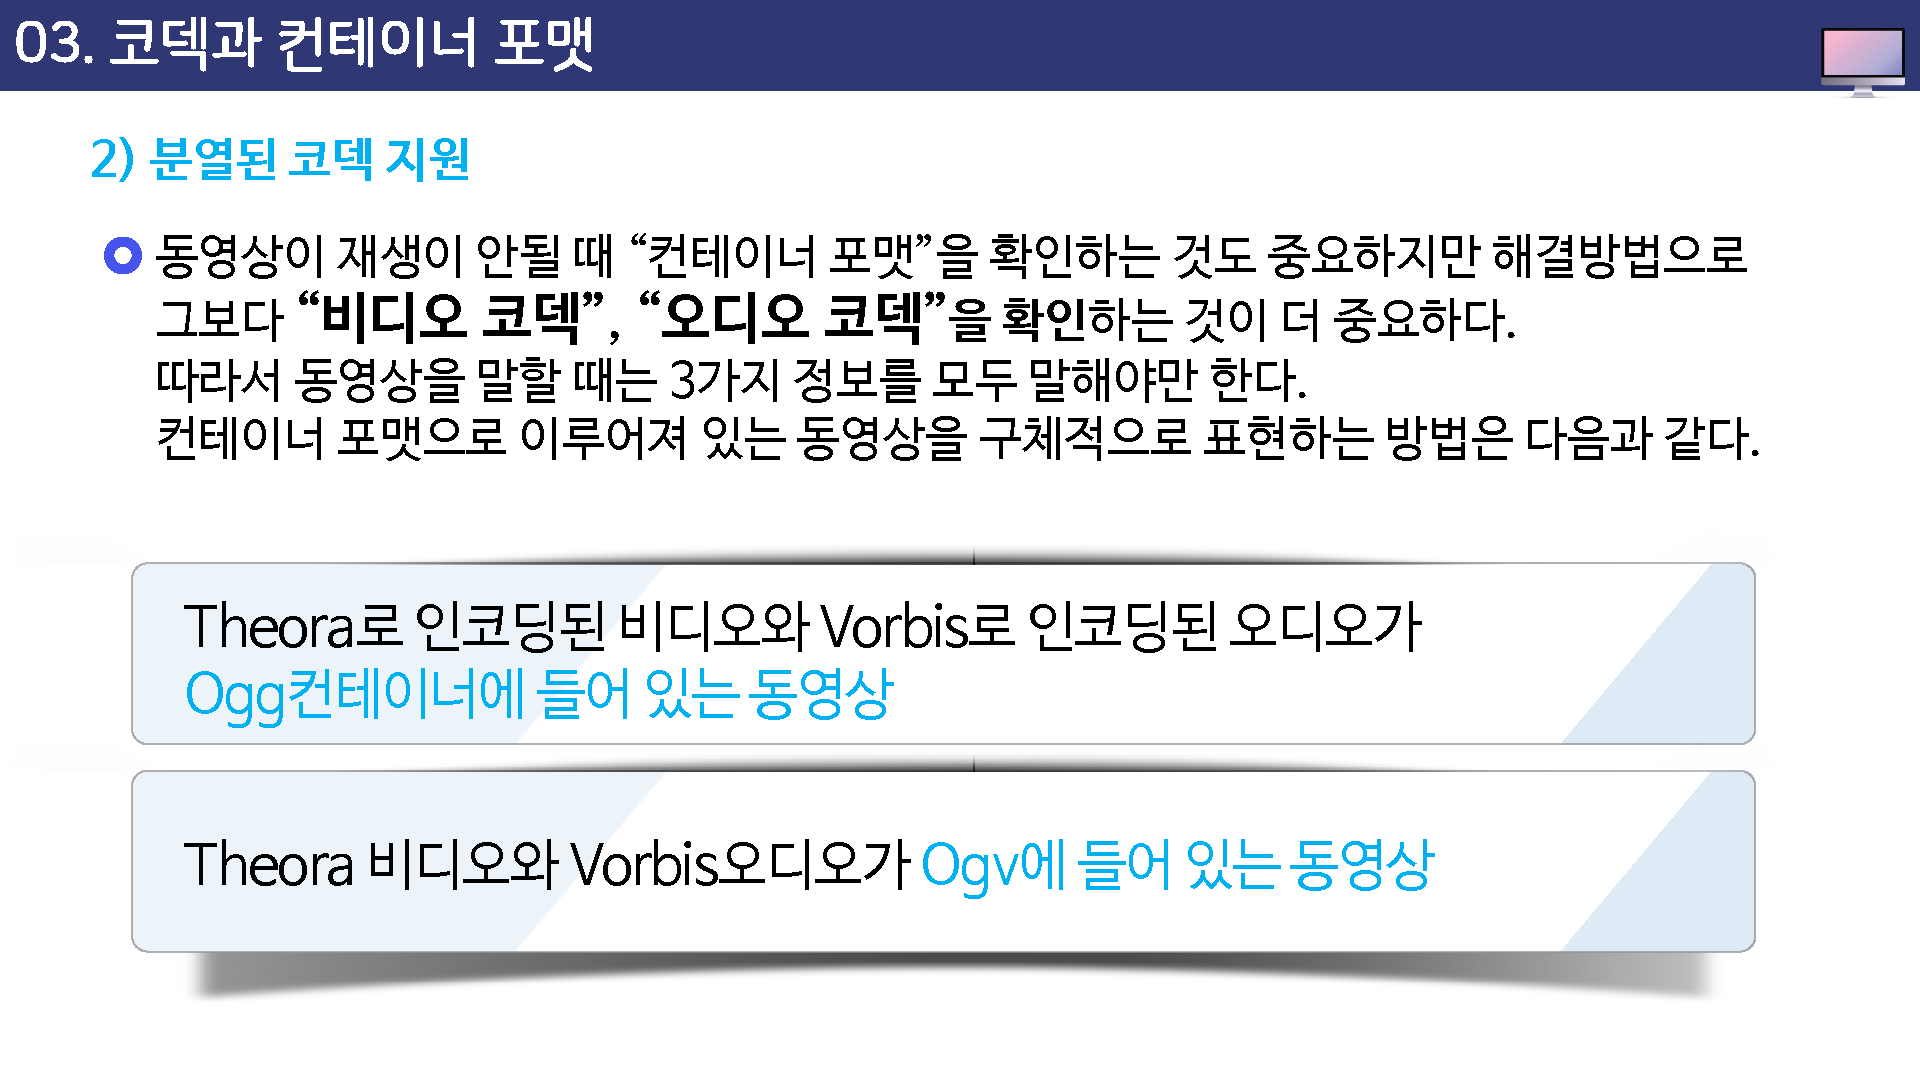 03. 코덱과 컨테이너 포맷
2) 분열된 코덱 지원
동영상이 재생이 안될 때 “컨테이너 포맷”을 확인하는 것도 중요하지만 해결방법으로
그보다 “비디오 코덱”, “오디오 코덱”을 확인하는 것이 더 중요하다.
따라서 동영상을 말할 때는 3가지 정보를 모두 말해야만 한다.
컨테이너 포맷으로 이루어져 있는 동영상을 구체적으로 표현하는 방법은 다음과 같다.
Theora로 인코딩된 비디오와 Vorbis로 인코딩된 오디오가
Ogg컨테이너에 들어 있는 동영상
Theora 비디오와 Vorbis오디오가 Ogv에 들어 있는 동영상